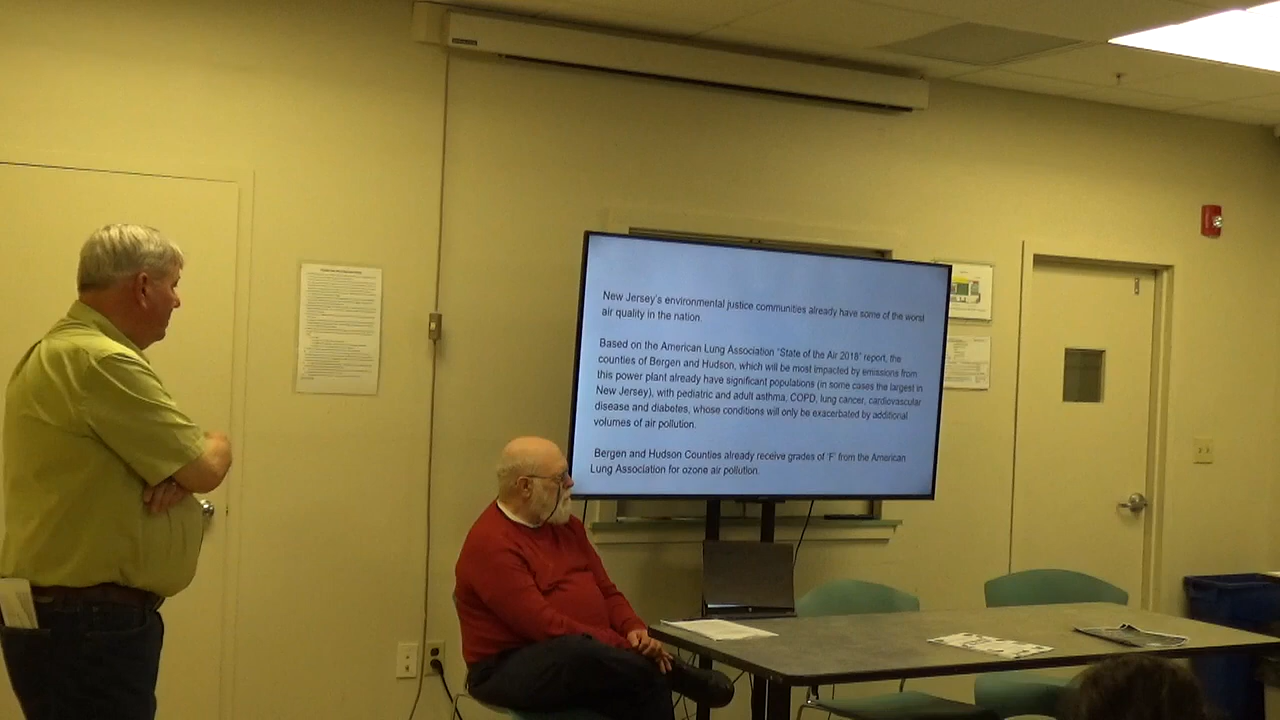 New Jersey's environmental justice communities already have some of the worst
air quality in the nation.
Based on the American Lung Association "State of the Air 2018" report, the
counties of Bergen and Hudson, which will be most impacted by emissions from
this power plant already have significant populations (in some cases the largest in
New Jersey), with pediatric and adult asthma, COPD, lung cancer, cardiovascular
disease and diabetes, whose conditions will only be exacerbated by additional
volumes of air pollution.
Bergen and Hudson Counties already receive grades of 'F' from the American
Lung Association for ozone air pollution.